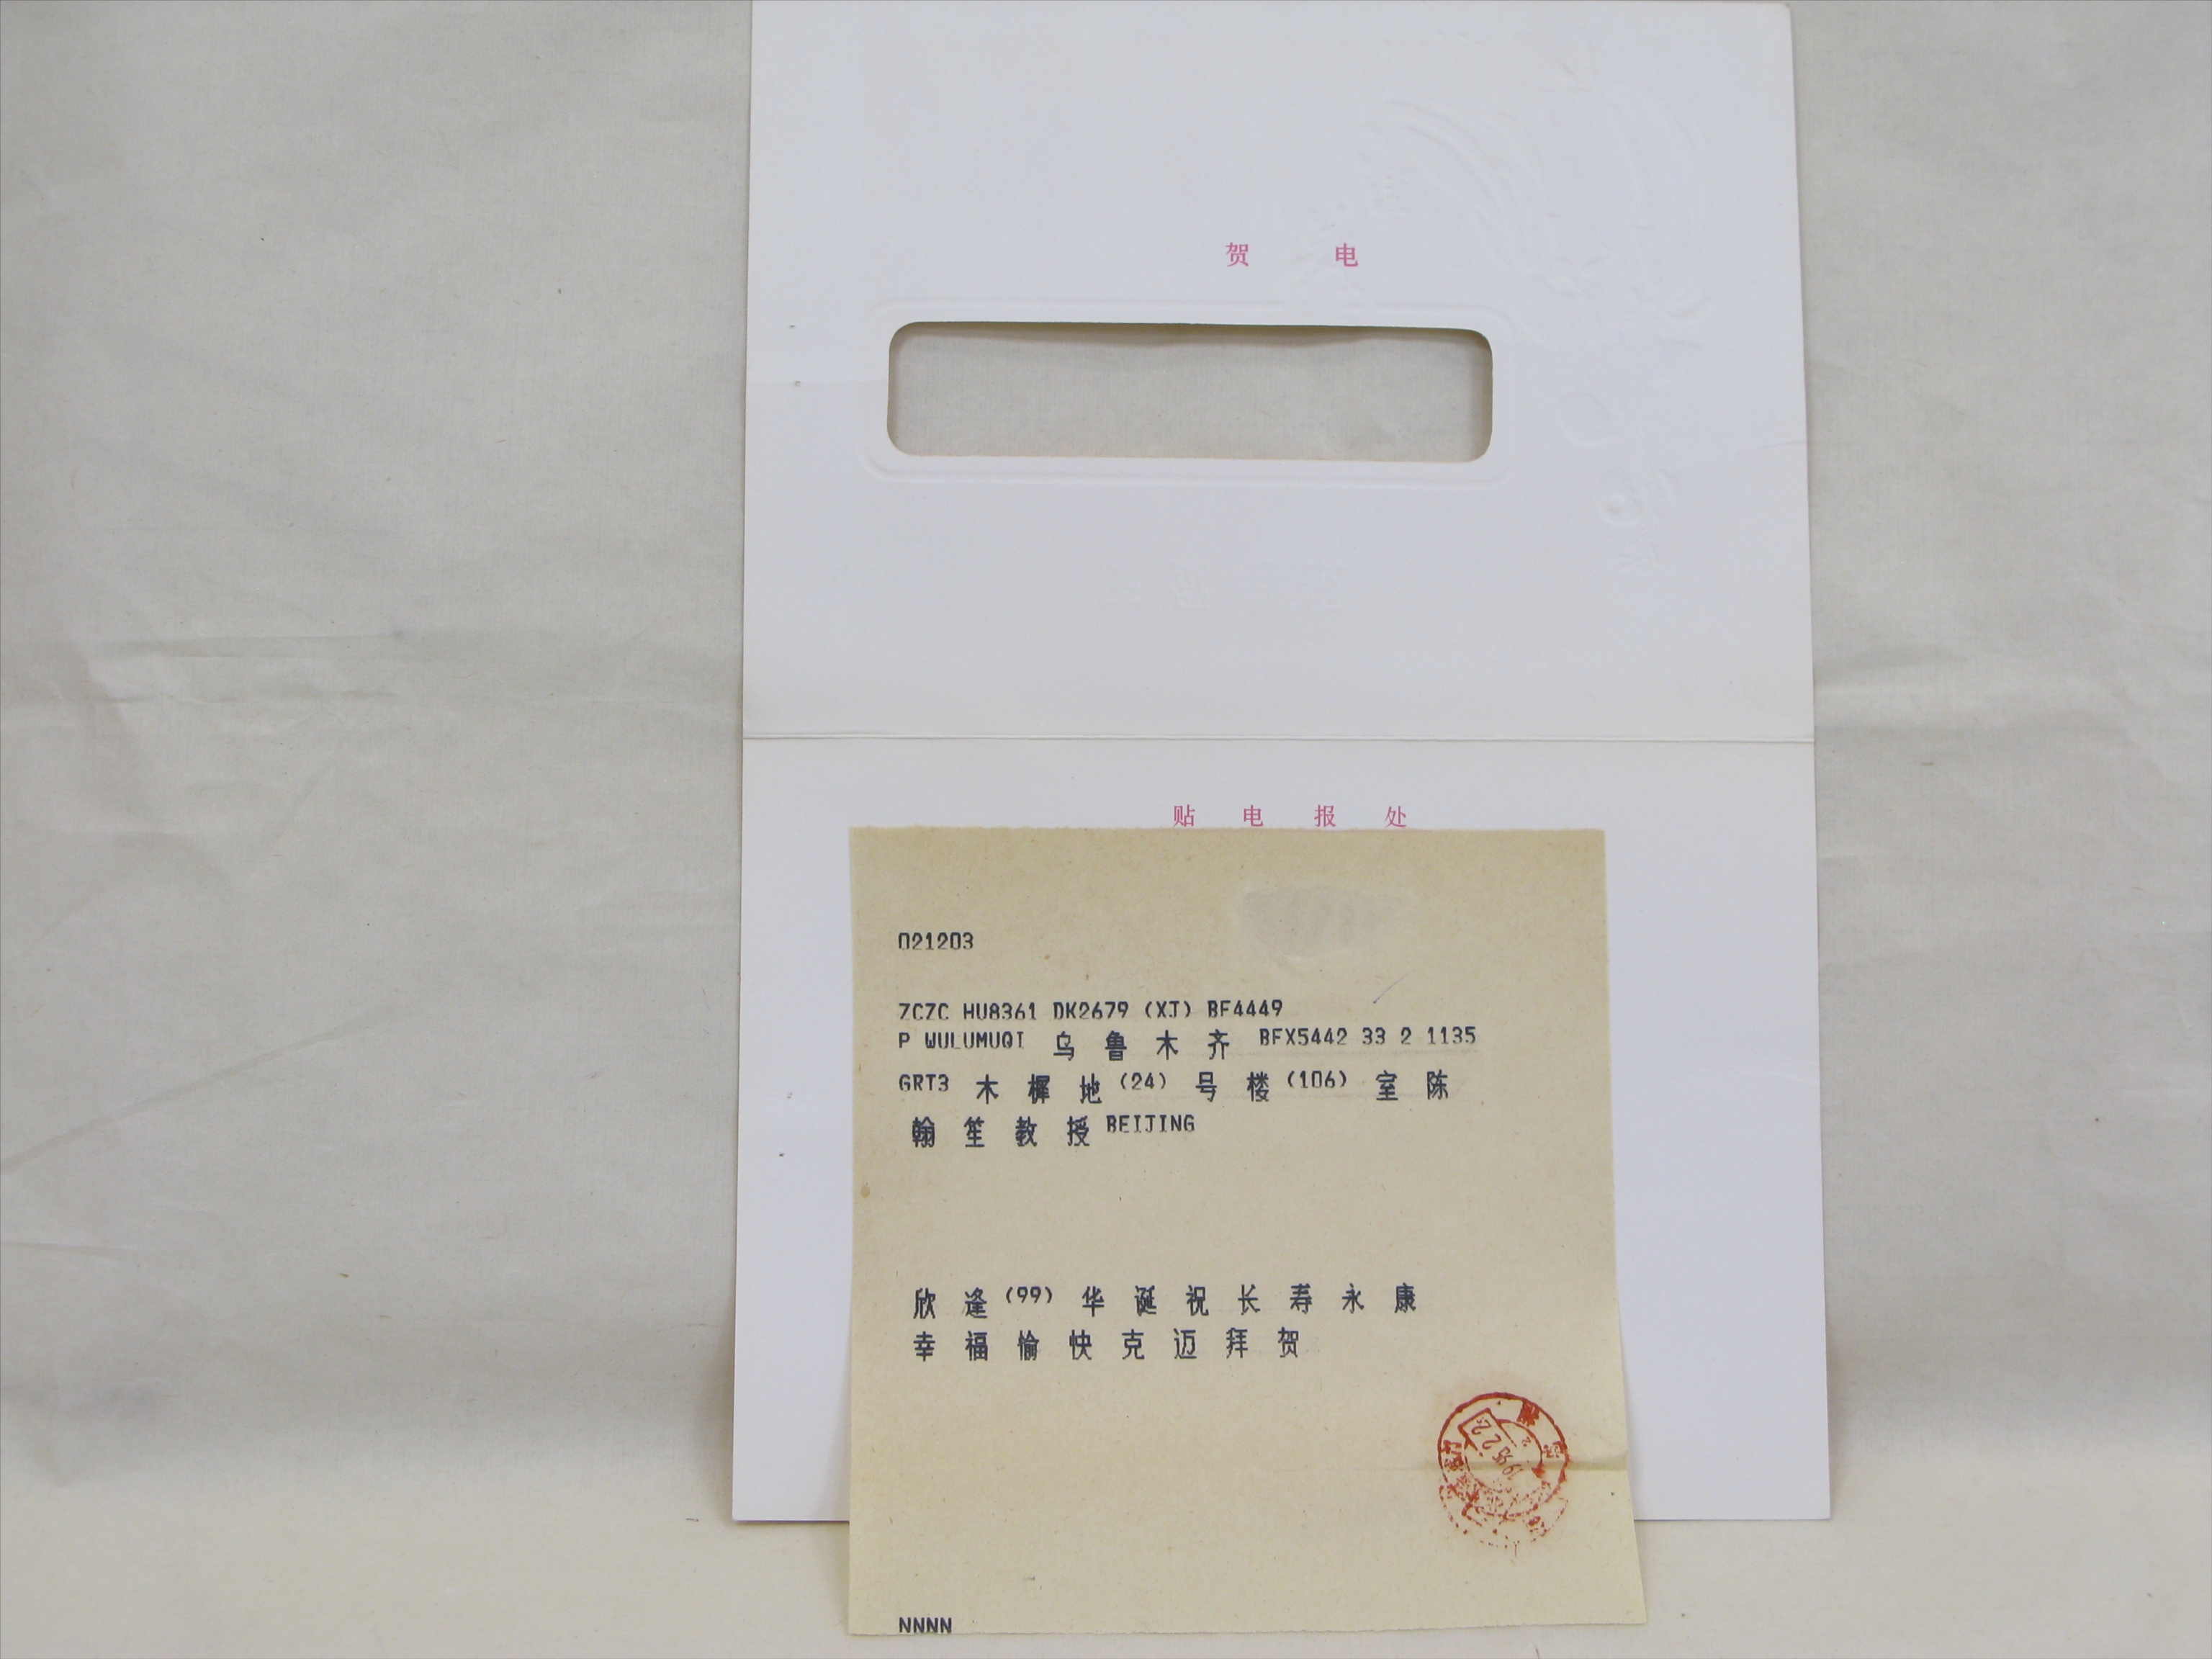 贺 电
贴 电 报 处
021203
ZCZC HU8361 DK2679 (XJ) BF4449
P WULUMUQI 乌 鲁 木 齐 BFX5442 33 2 1135
GRT3 木 樨 地 (24) 号 楼 (106) 室 陈
翰 笙 教 授 BEIJING
欣 逢 (99) 华 诞 祝 长 寿 永 康
幸 福 愉 快 克 迈 拜 贺
NNNN